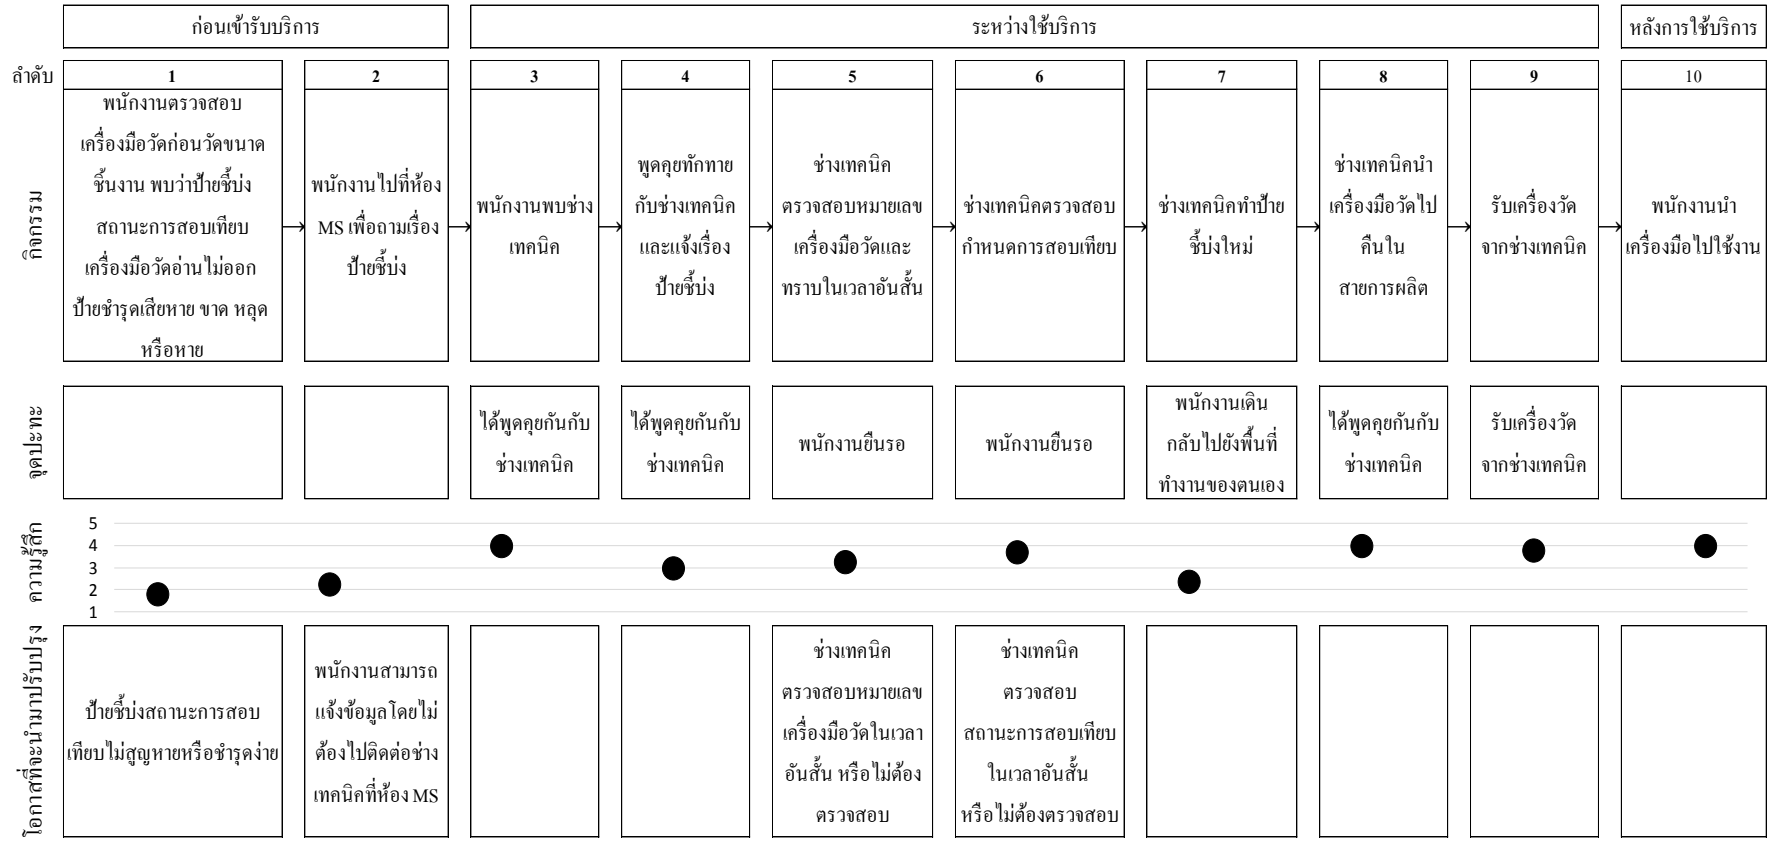 ก่อนเข้ารับบริการ
ระหว่างใช้บริการ
หลังการใช้บริการ
ลำดับ
1
2
3
4
5
6
7
8
9
10
กิจกรรม
พนักงานตรวจสอบ
เครื่องมือวัดก่อนวัดขนาด
ชิ้นงาน พบว่าป้ายชี้บ่ง
สถานะการสอบเทียบ
เครื่องมือวัดอ่านไม่ออก
ป้ายชำรุดเสียหาย ขาด หลุด
หรือหาย
พนักงานไปที่ห้อง
MS เพื่อถามเรื่อง
ป้ายชี้บ่ง
พนักงานพบช่าง
เทคนิค
พูดคุยทักทาย
กับช่างเทคนิค
และแจ้งเรื่อง
ป้ายชี้บ่ง
ช่างเทคนิค
ตรวจสอบหมายเลข
เครื่องมือวัดและ
ทราบในเวลาอันสั้น
ช่างเทคนิคตรวจสอบ
กำหนดการสอบเทียบ
ช่างเทคนิคทำป้าย
ชี้บ่งใหม่
ช่างเทคนิคนำ
เครื่องมือวัดไป
คืนใน
สายการผลิต
รับเครื่องวัด
จากช่างเทคนิค
พนักงานนำ
เครื่องมือไปใช้งาน
จุดปะทะ
ได้พูดคุยกันกับ
ช่างเทคนิค
ได้พูดคุยกันกับ
ช่างเทคนิค
พนักงานยืนรอ
พนักงานยืนรอ
พนักงานเดิน
กลับไปยังพื้นที่
ทำงานของตนเอง
ได้พูดคุยกันกับ
ช่างเทคนิค
รับเครื่องวัด
จากช่างเทคนิค
ความรู้สึก
5
4
3
2
1
โอกาสที่จะนำมาปรับปรุง
ป้ายชี้บ่งสถานะการสอบ
เทียบไม่สูญหายหรือชำรุดง่าย
พนักงานสามารถ
แจ้งข้อมูลโดยไม่
ต้องไปติดต่อช่าง
เทคนิคที่ห้อง MS
ช่างเทคนิค
ตรวจสอบหมายเลข
เครื่องมือวัดในเวลา
อันสั้น หรือไม่ต้อง
ตรวจสอบ
ช่างเทคนิค
ตรวจสอบ
สถานะการสอบเทียบ
ในเวลาอันสั้น
หรือไม่ต้องตรวจสอบ